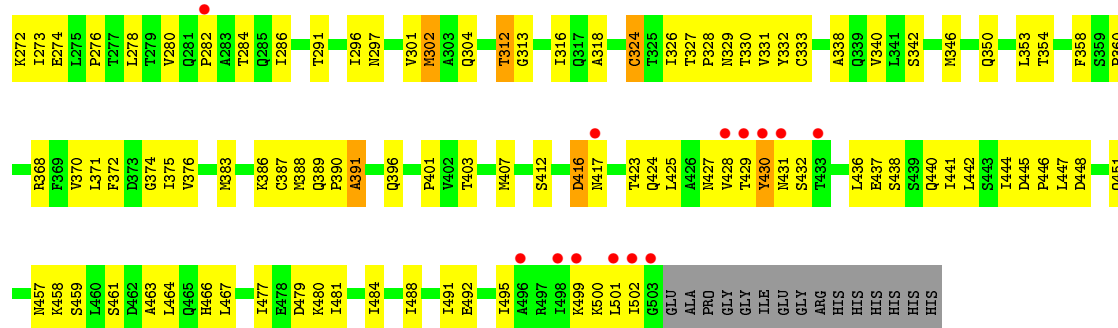 K272 I273 E274 L275 P276 T277 L278 T279 V280 Q281 P282 A283 T284 Q285 I286 T291 I296 N297 V301 M302 A303 Q304 T312 G313 I316 Q317 A318 C324 T325 I326 T327 P328 N329 T330 V331 Y332 C333 A338 Q339 V340 L341 S342 M346 Q350 L353 T354 F358 S359 P360
R368 F369 V370 L371 F372 D373 G374 I375 V376 M383 K386 C387 M388 Q389 P390 A391 Q396 P401 V402 T403 M407 S412 D416 N417 T423 Q424 L425 A426 N427 V428 T429 Y430 N431 S432 T433 L436 E437 S438 S439 Q440 I441 L442 S443 I444 D445 P446 L447 D448 Q451
N457 K458 S459 L460 S461 D462 A463 L464 Q465 H466 L467 I477 E478 D479 K480 I481 I484 I488 I491 E492 I495 A496 R497 I498 K499 K500 L501 I502 G503 GLU ALA PRO GLY GLY ILE GLU GLY ARG HIS HIS HIS HIS HIS HIS